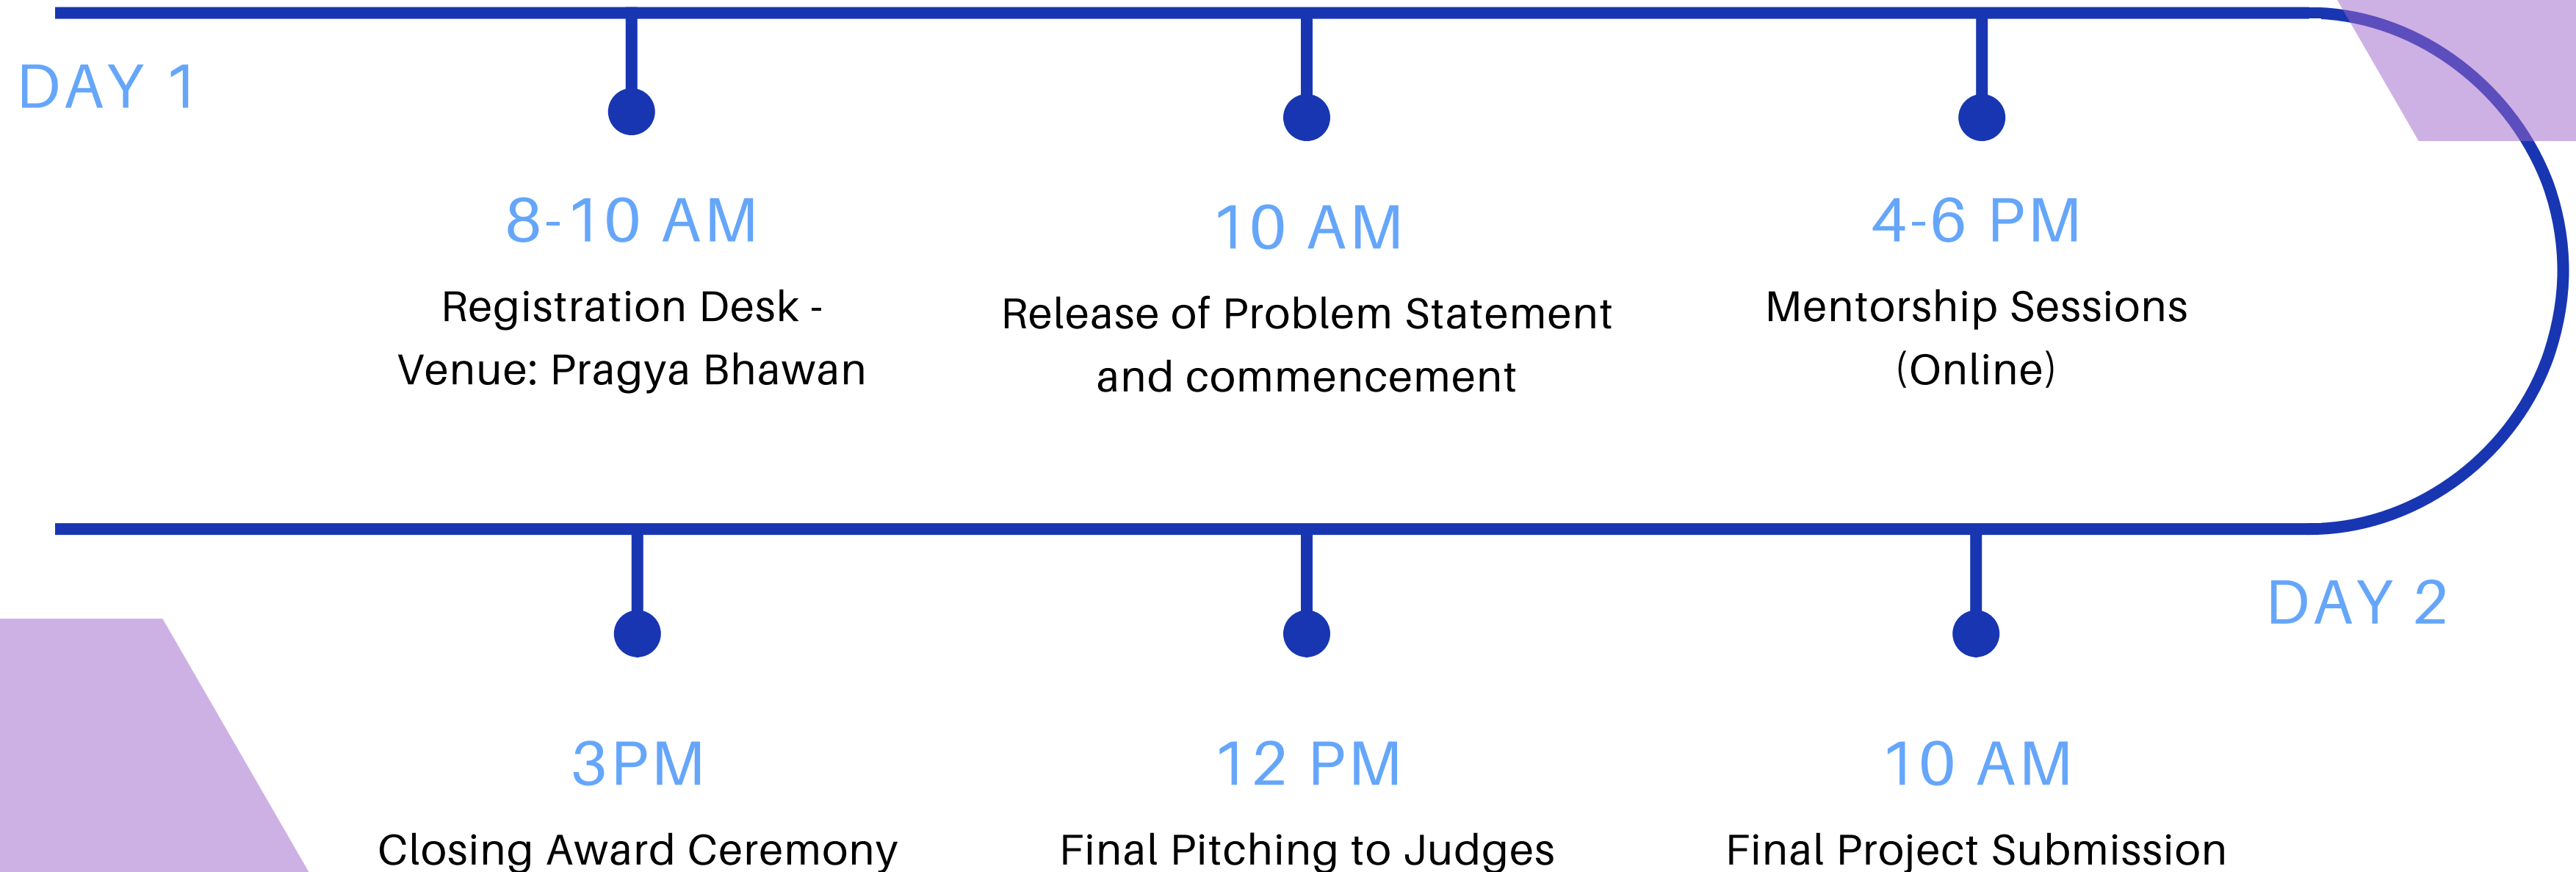 DAY 1
8-10 AM
Registration Desk -
Venue: Pragya Bhawan
10 AM
Release of Problem Statement
and commencement
4-6 PM
Mentorship Sessions
(Online)
DAY 2
10 AM
Final Project Submission
12 PM
Final Pitching to Judges
3PM
Closing Award Ceremony